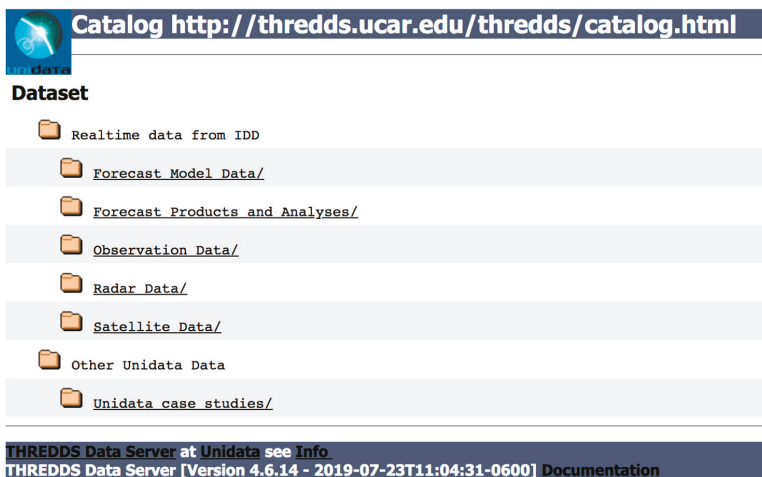 Catalog http://thredds.ucar.edu/thredds/catalog.html
unidata
Dataset
Realtime data from IDD
Forecast Model Data/
Forecast Products and Analyses/
Observation Data/
Radar Data/
Satellite Data/
Other Unidata Data
Unidata case studies/
THREDDS Data Server at Unidata see Info
THREDDS Data Server [Version 4.6.14 - 2019-07-23T11:04:31-0600] Documentation